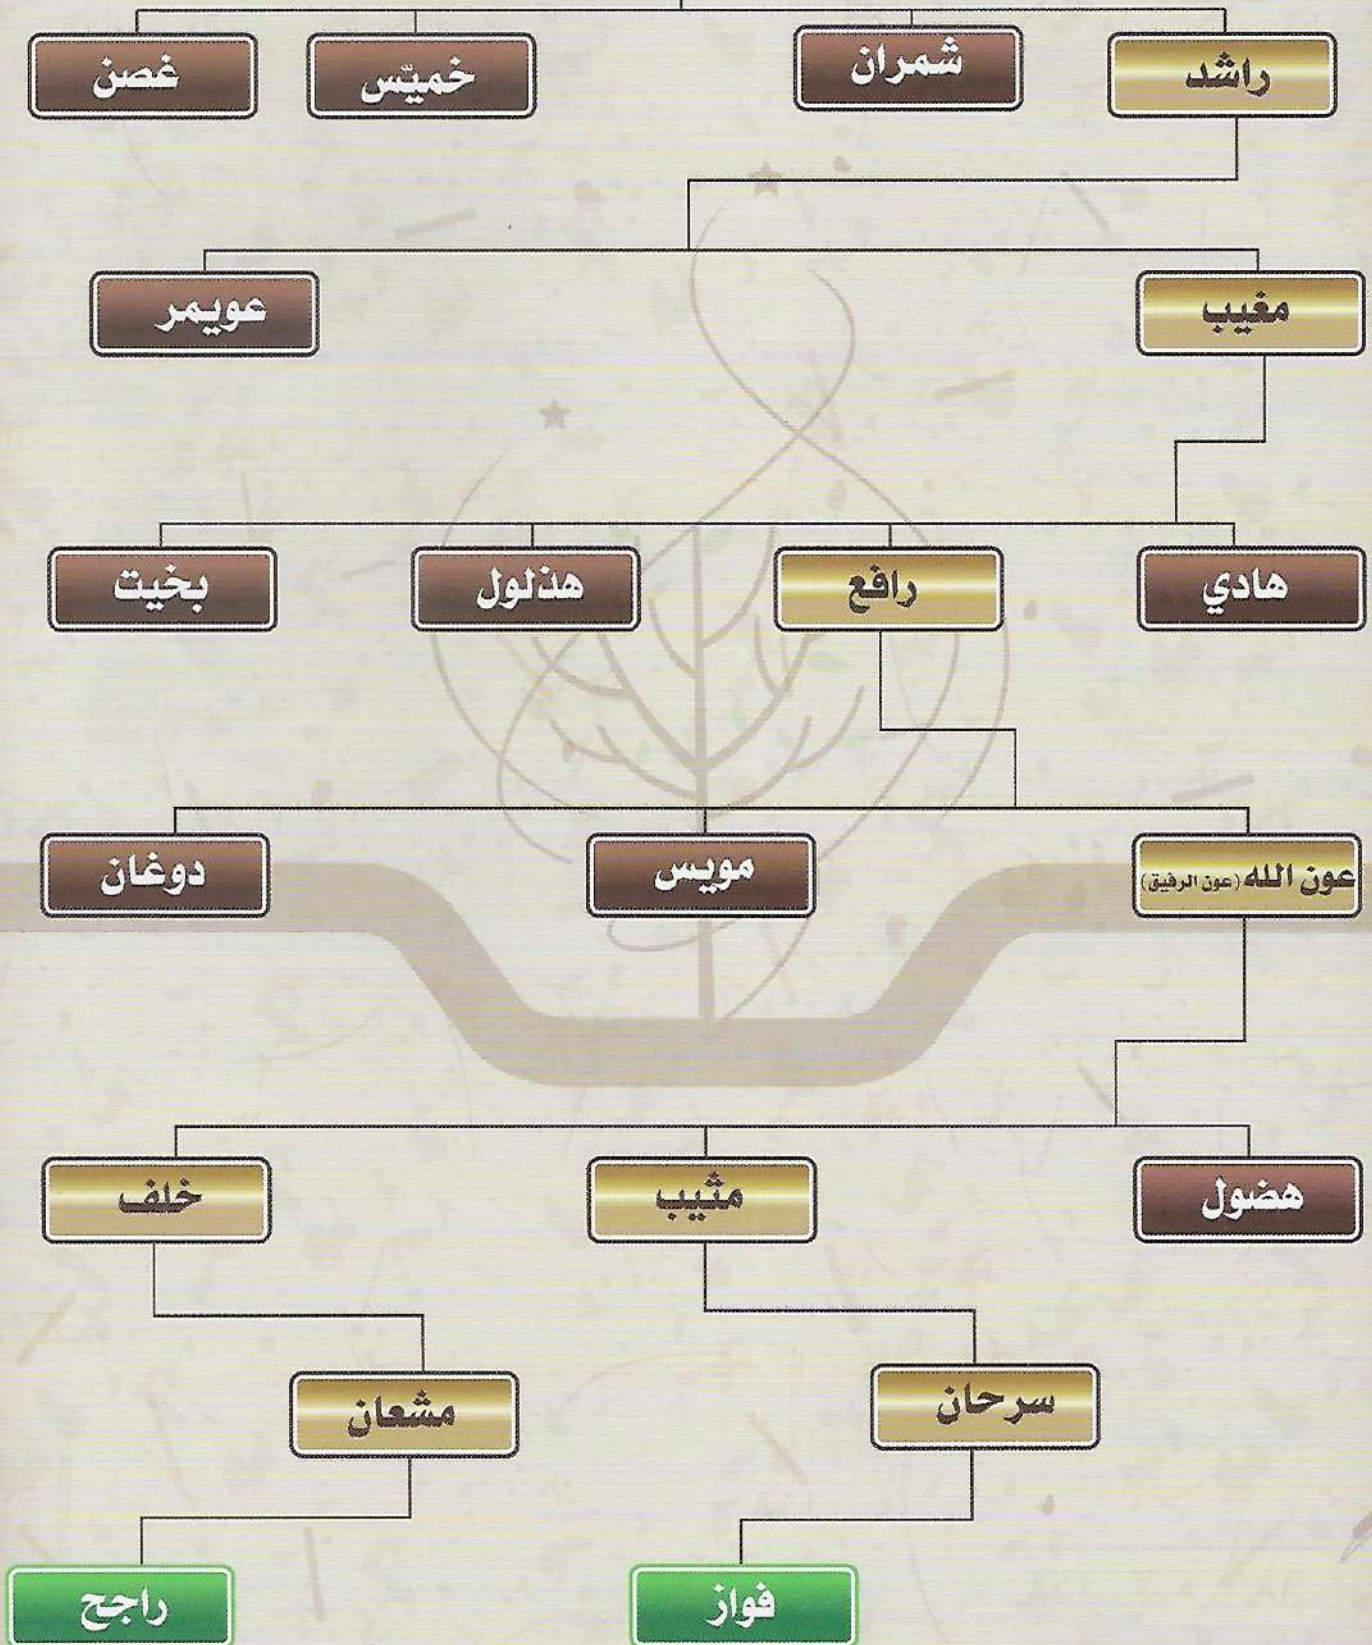 راشد
شمران
خميّس
غصن
مغيب
عويمر
هادي
رافع
هذلول
بخيت
عون الله (عون الرفيق)
مويس
دوغان
هضول
مثيب
خلف
سرحان
مشعان
فواز
راجح